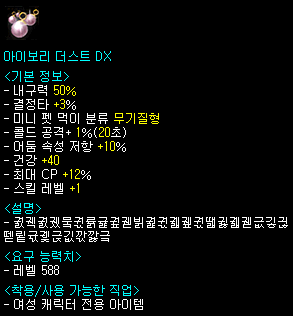 아이보리 더스트 DX
<기본 정보>
- 내구력 50%
- 결정타 +3%
- 미니 펫 먹이 분류 무기질형
- 콜드 공격+ 1%(20초)
- 어둠 속성 저항 +10%
- 건강 +40
- 최대 CP +12%
- 스킬 레벨 +1
<설명>
<요구 능력치>
- 레벨 588
<착용/사용 가능한 직업>
- 여성 캐릭터 전용 아이템